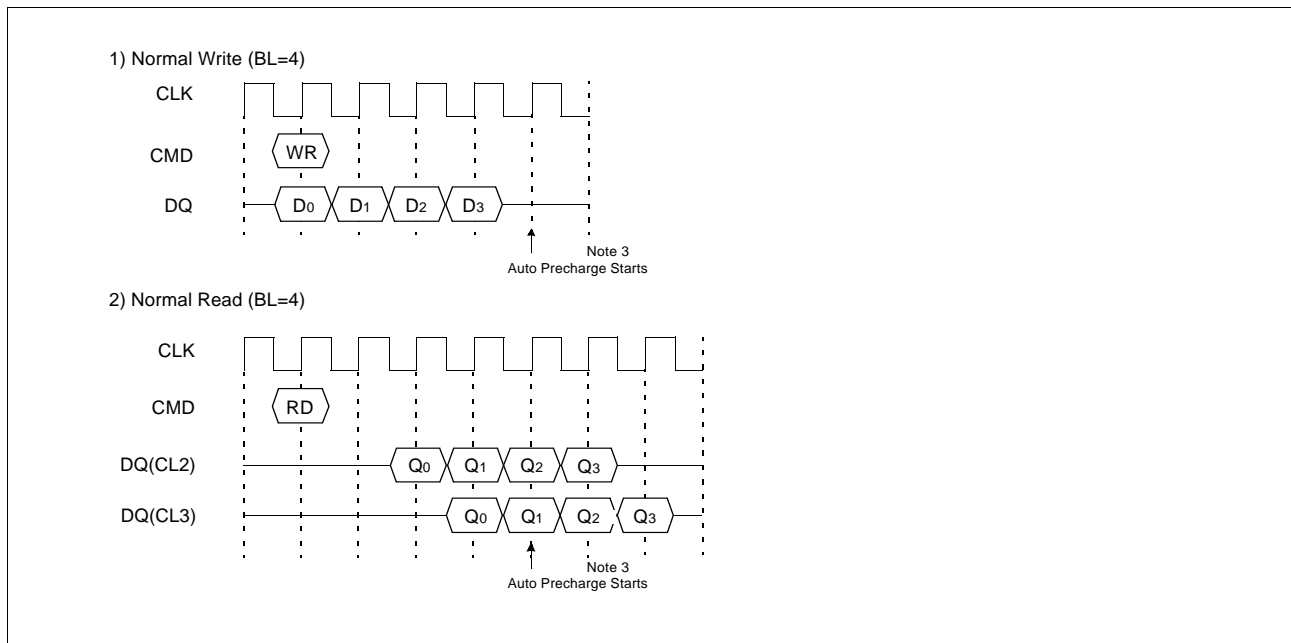 1) Normal Write (BL=4)
CLK
CMD WR
DQ D0 D1 D2 D3
Note 3
Auto Precharge Starts
2) Normal Read (BL=4)
CLK
CMD RD
DQ(CL2) Q0 Q1 Q2 Q3
DQ(CL3) Q0 Q1 Q2 Q3
Note 3
Auto Precharge Starts